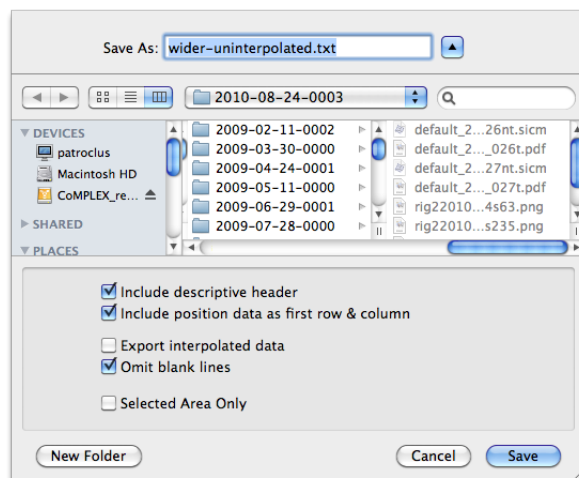 Save As: wider-uninterpolated.txt
2010-08-24-0003
DEVICES
patroclus
Macintosh HD
CoMPLEX_re...
SHARED
PLACES
2009-02-11-0002
2009-03-30-0000
2009-04-24-0001
2009-05-11-0000
2009-06-29-0001
2009-07-28-0000
default_2...26nt.sicm
default_2..._026t.pdf
default_2...27nt.sicm
default_2..._027t.pdf
rig22010...4s63.png
rig22010...s235.png
Include descriptive header
Include position data as first row & column
Export interpolated data
Omit blank lines
Selected Area Only
New Folder
Cancel
Save